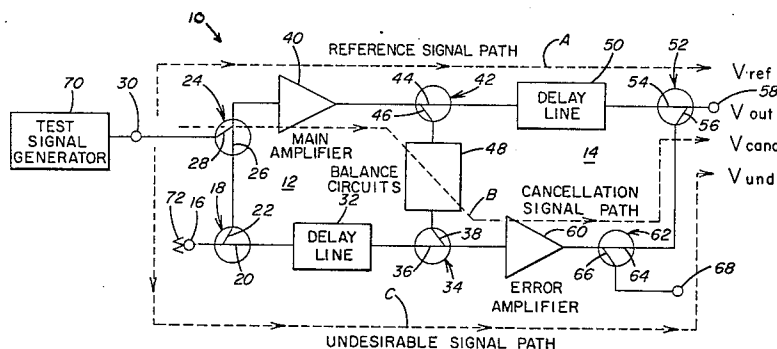 10
40
REFERENCE SIGNAL PATH
A
50
52
V ref
70
30
24
44
42
54
58
TEST
SIGNAL
GENERATOR
46
DELAY
LINE
V out
56
28
26
MAIN
AMPLIFIER
48
14
V canc
12
BALANCE
CIRCUITS
18
32
B
CANCELLATION
SIGNAL PATH
V und
72
16
22
DELAY
LINE
38
60
62
20
36
34
66
64
68
ERROR
AMPLIFIER
C
UNDESIRABLE SIGNAL PATH